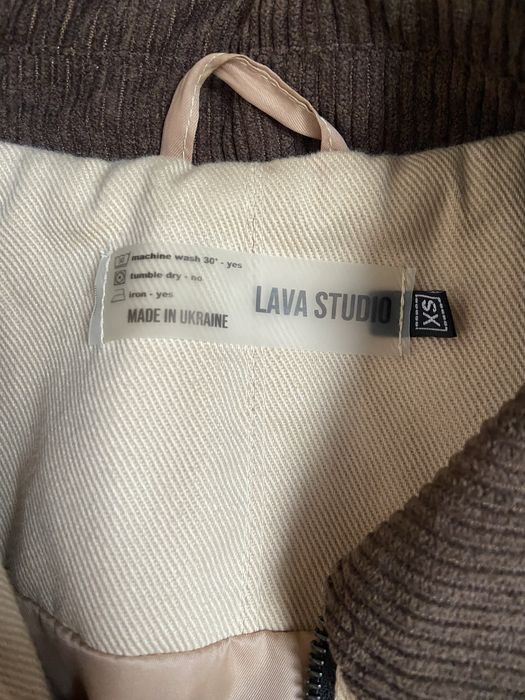 machine wash 30° - yes
tumble dry - no
iron - yes
MADE IN UKRAINE
LAVA STUDIO
XS